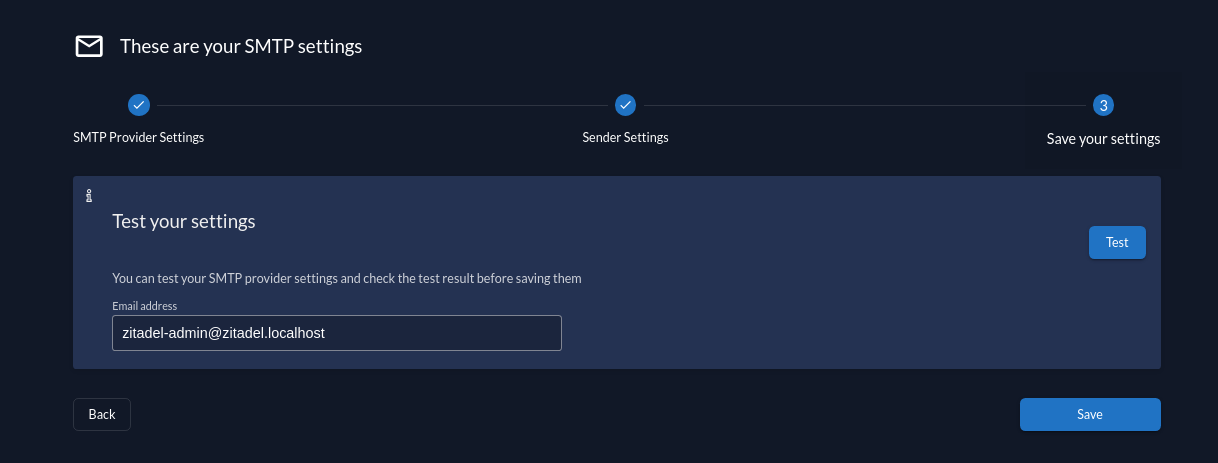 These are your SMTP settings
3
SMTP Provider Settings
Sender Settings
Save your settings
Test your settings
Test
You can test your SMTP provider settings and check the test result before saving them
Email address
zitadel-admin@zitadel.localhost
Back
Save